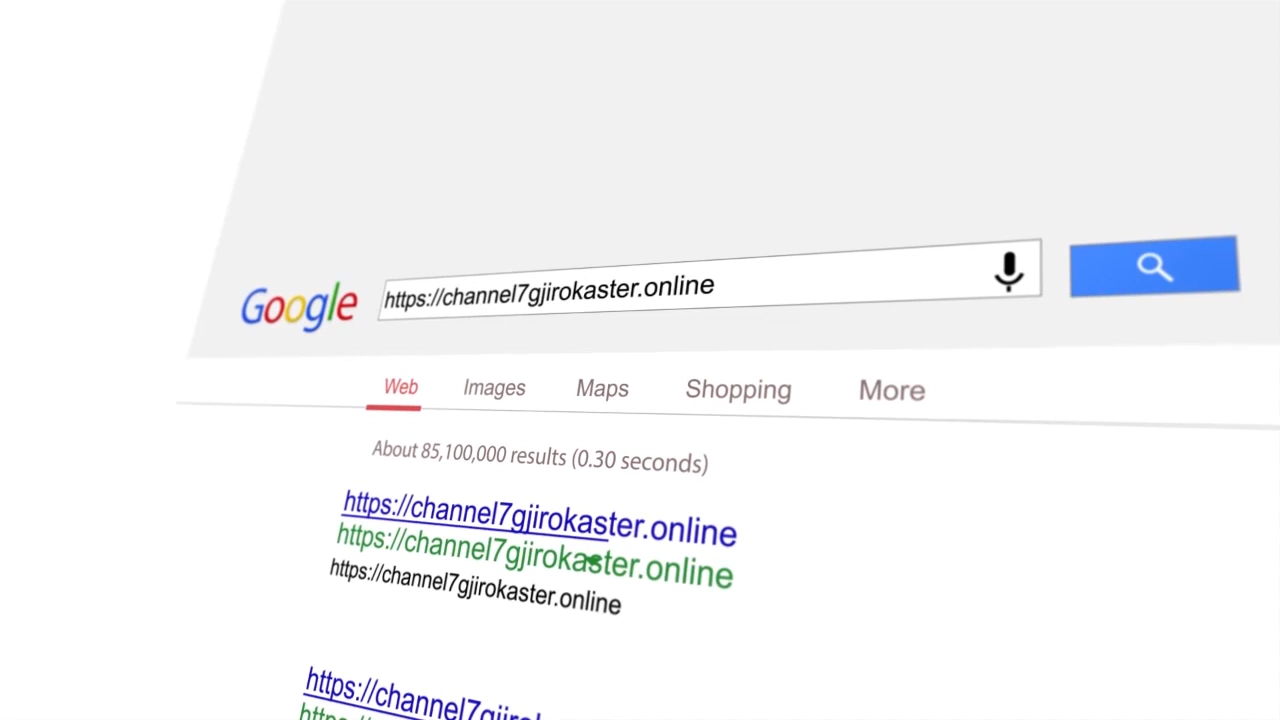 Google https://channel7gjirokaster.online
Web Images Maps Shopping More
About 85,100,000 results (0.30 seconds)
https://channel7gjirokaster.online
https://channel7gjirokaster.online
https://channel7gjirokaster.online